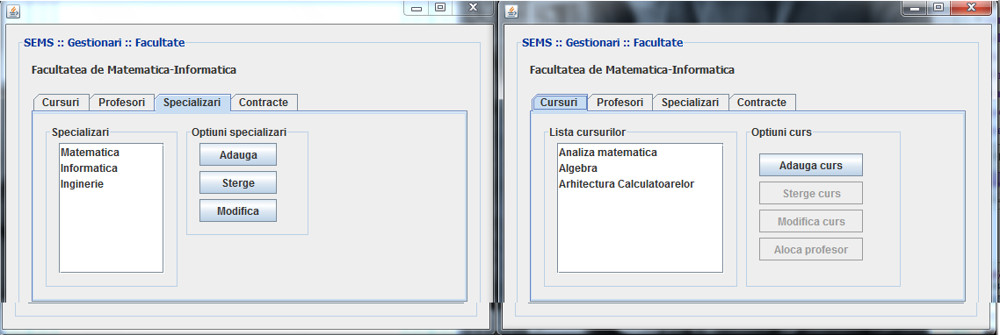 SEMS :: Gestionari :: Facultate
Facultatea de Matematica-Informatica
Cursuri Profesori Specializari Contracte
Specializari
Matematica
Informatica
Inginerie
Optiuni specializari
Adauga
Sterge
Modifica
SEMS :: Gestionari :: Facultate
Facultatea de Matematica-Informatica
Cursuri Profesori Specializari Contracte
Lista cursurilor
Analiza matematica
Algebra
Arhitectura Calculatoarelor
Optiuni curs
Adauga curs
Sterge curs
Modifica curs
Aloca profesor